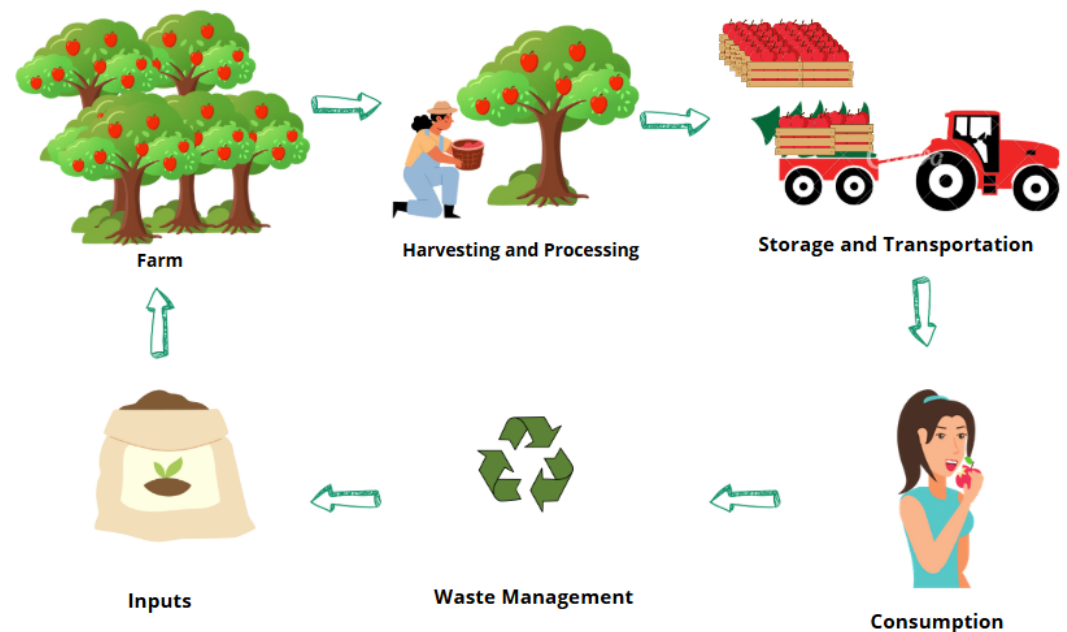 Farm
Harvesting and Processing
Storage and Transportation
Inputs
Waste Management
Consumption